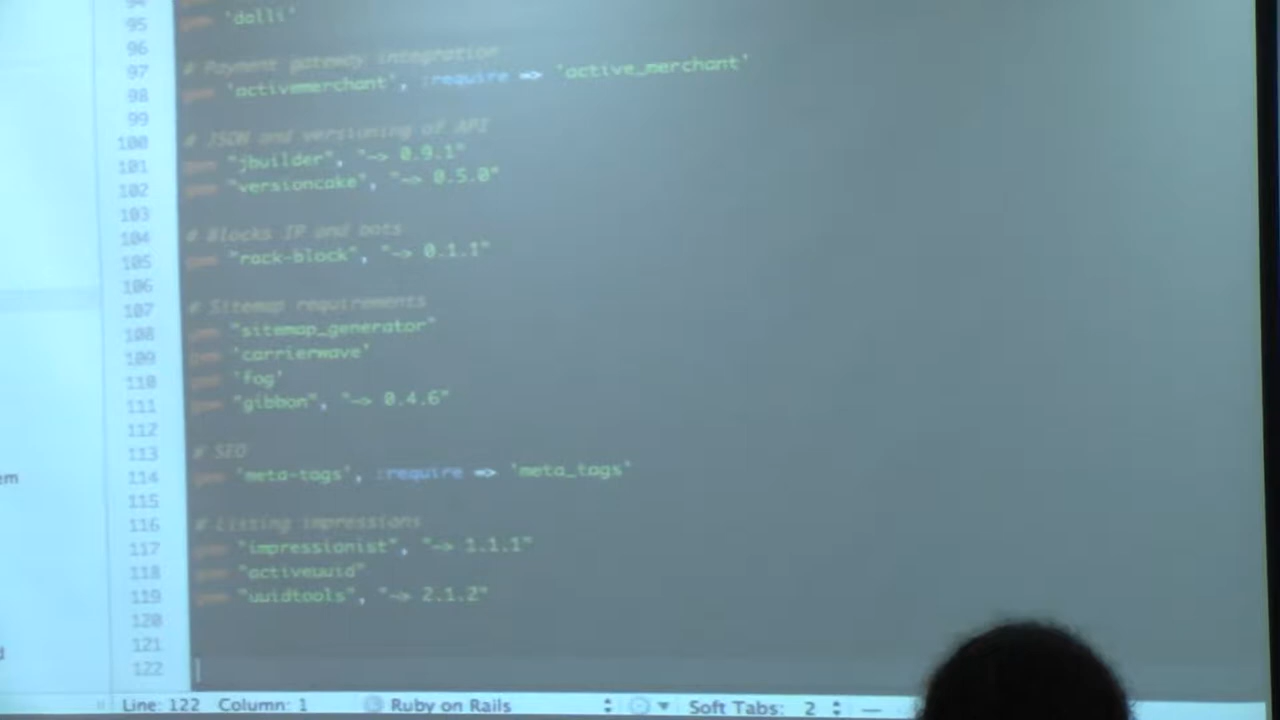 95 'dalli'
96
97 # Payment gateway integration
98 gem 'activemerchant', :require => 'active_merchant'
99
100 # JSON and versioning of API
101 gem "jbuilder", "~> 0.9.1"
102 gem "versioncake", "~> 0.5.0"
103
104 # Blocks IP and bots
105 gem "rack-block", "~> 0.1.1"
106
107 # Sitemap requirements
108 gem "sitemap_generator"
109 gem 'carrierwave'
110 gem 'fog'
111 gem "gibbon", "~> 0.4.6"
112
113 # SEO
114 gem 'meta-tags', :require => 'meta_tags'
115
116 # Listing impressions
117 gem "impressionist", "~> 1.1.1"
118 gem "activeuuid"
119 gem "uuidtools", "~> 2.1.2"
120
121
122
em
Line: 122 Column: 1 Ruby on Rails Soft Tabs: 2